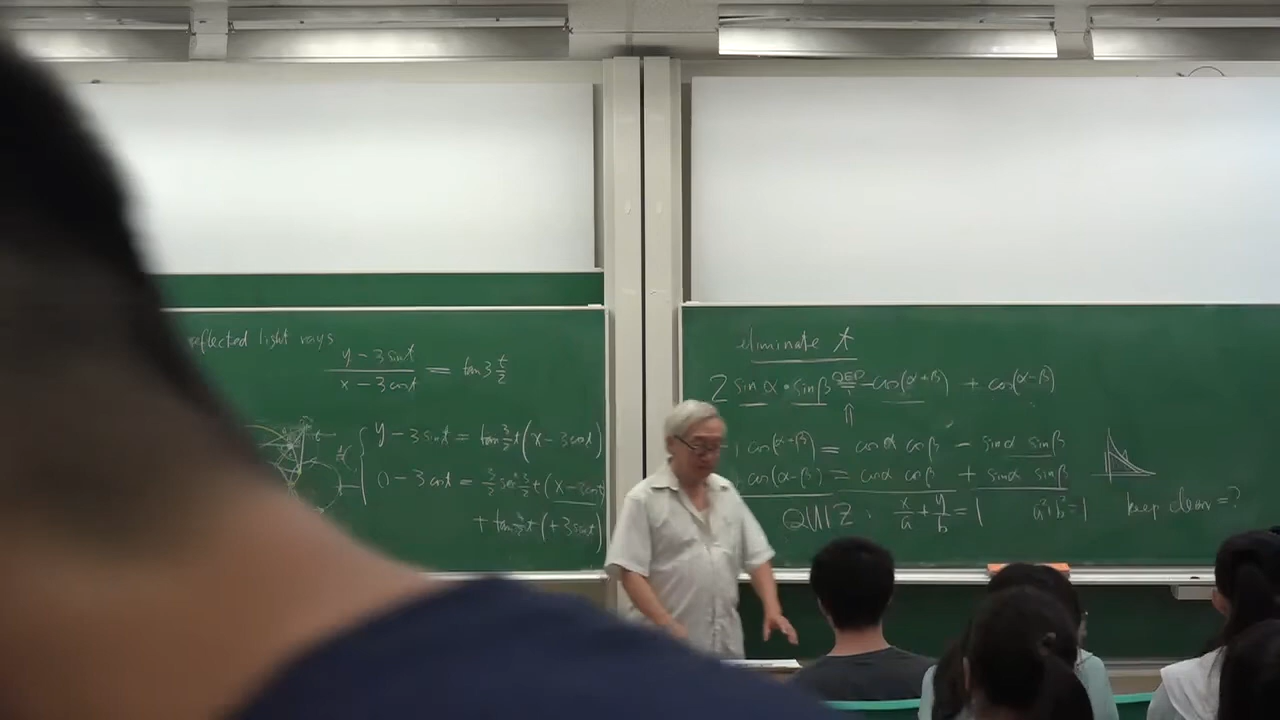 reflected light rays
y - 3 sin t / x - 3 cos t = tan 3 t/2
y - 3 sin t = tan 3/2 t (x - 3 cos t)
0 - 3 cos t = 3/2 sec² 3/2 t (x - 3 cos t)
+ tan 3/2 t (+3 sin t)
eliminate t
2 sin α · sin β QED = - cos(α+β) + cos(α-β)
⇑
-) cos(α+β) = cos α cos β - sin α sin β
cos(α-β) = cos α cos β + sin α sin β
QUIZ : x/a + y/b = 1 a²+b²=1 keep clean = ?